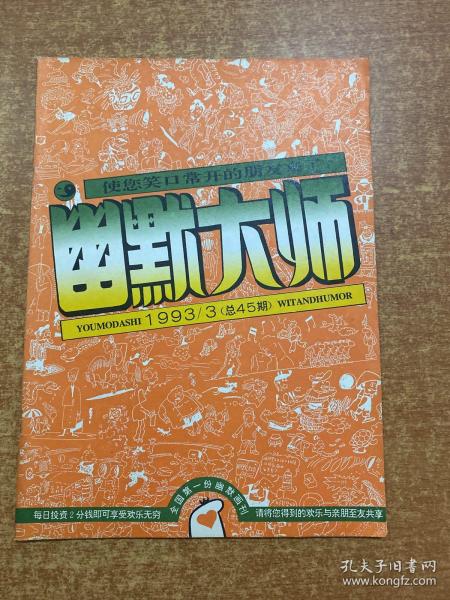 使您笑口常开的朋友
幽默大师
YOUMODASHI 1993/3 (总45期) WITANDHUMOR
全国第一份幽默画刊
每日投资2分钱即可享受欢乐无穷
请将您得到的欢乐与亲朋至友共享
孔夫子旧书网
www.kongfz.com